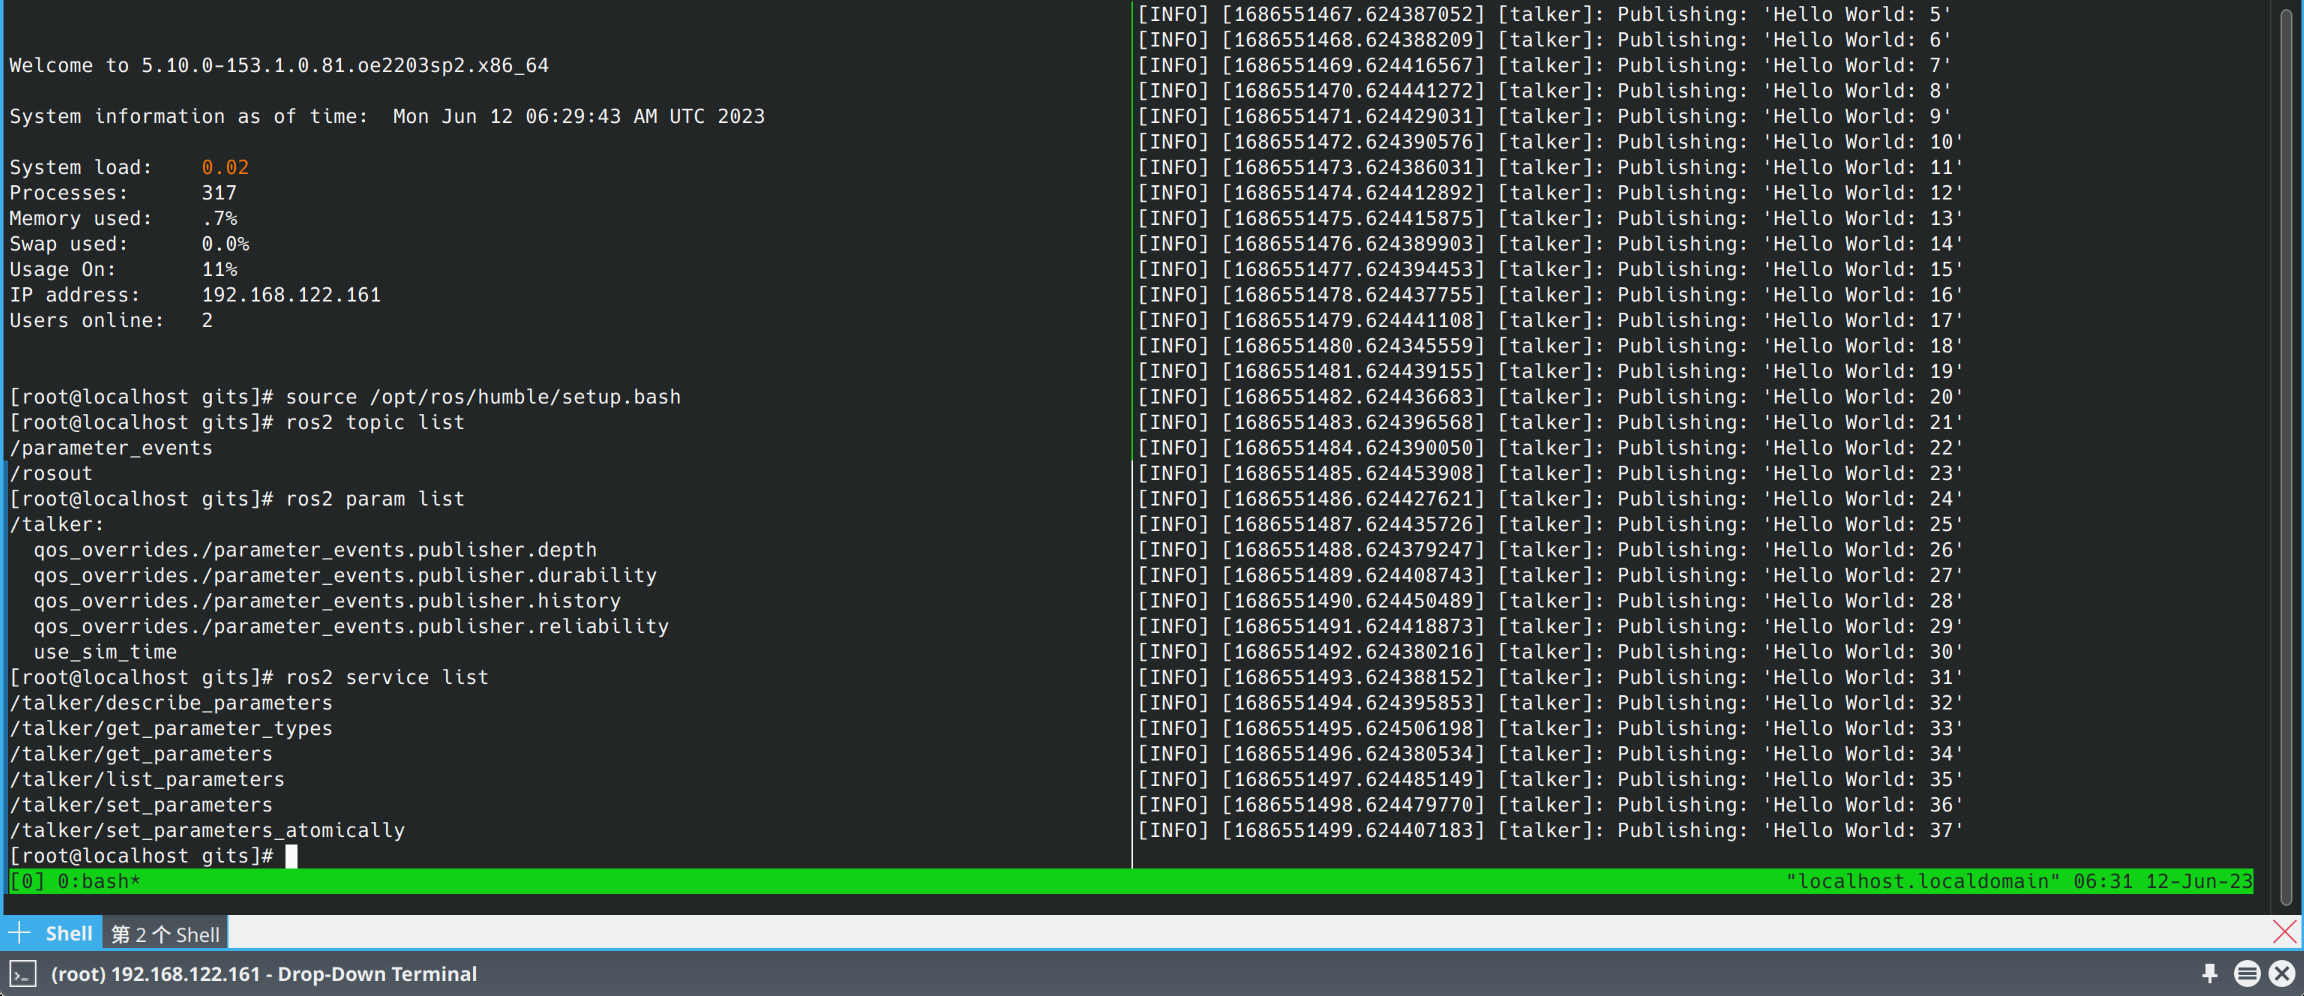 Welcome to 5.10.0-153.1.0.81.oe2203sp2.x86_64
System information as of time:  Mon Jun 12 06:29:43 AM UTC 2023
System load:    0.02
Processes:      317
Memory used:    .7%
Swap used:      0.0%
Usage On:       11%
IP address:     192.168.122.161
Users online:   2
[root@localhost gits]# source /opt/ros/humble/setup.bash
[root@localhost gits]# ros2 topic list
/parameter_events
/rosout
[root@localhost gits]# ros2 param list
/talker:
  qos_overrides./parameter_events.publisher.depth
  qos_overrides./parameter_events.publisher.durability
  qos_overrides./parameter_events.publisher.history
  qos_overrides./parameter_events.publisher.reliability
  use_sim_time
[root@localhost gits]# ros2 service list
/talker/describe_parameters
/talker/get_parameter_types
/talker/get_parameters
/talker/list_parameters
/talker/set_parameters
/talker/set_parameters_atomically
[root@localhost gits]#
[INFO] [1686551467.624387052] [talker]: Publishing: 'Hello World: 5'
[INFO] [1686551468.624388209] [talker]: Publishing: 'Hello World: 6'
[INFO] [1686551469.624416567] [talker]: Publishing: 'Hello World: 7'
[INFO] [1686551470.624441272] [talker]: Publishing: 'Hello World: 8'
[INFO] [1686551471.624429031] [talker]: Publishing: 'Hello World: 9'
[INFO] [1686551472.624390576] [talker]: Publishing: 'Hello World: 10'
[INFO] [1686551473.624386031] [talker]: Publishing: 'Hello World: 11'
[INFO] [1686551474.624412892] [talker]: Publishing: 'Hello World: 12'
[INFO] [1686551475.624415875] [talker]: Publishing: 'Hello World: 13'
[INFO] [1686551476.624389903] [talker]: Publishing: 'Hello World: 14'
[INFO] [1686551477.624394453] [talker]: Publishing: 'Hello World: 15'
[INFO] [1686551478.624437755] [talker]: Publishing: 'Hello World: 16'
[INFO] [1686551479.624441108] [talker]: Publishing: 'Hello World: 17'
[INFO] [1686551480.624345559] [talker]: Publishing: 'Hello World: 18'
[INFO] [1686551481.624439155] [talker]: Publishing: 'Hello World: 19'
[INFO] [1686551482.624436683] [talker]: Publishing: 'Hello World: 20'
[INFO] [1686551483.624396568] [talker]: Publishing: 'Hello World: 21'
[INFO] [1686551484.624390050] [talker]: Publishing: 'Hello World: 22'
[INFO] [1686551485.624453908] [talker]: Publishing: 'Hello World: 23'
[INFO] [1686551486.624427621] [talker]: Publishing: 'Hello World: 24'
[INFO] [1686551487.624435726] [talker]: Publishing: 'Hello World: 25'
[INFO] [1686551488.624379247] [talker]: Publishing: 'Hello World: 26'
[INFO] [1686551489.624408743] [talker]: Publishing: 'Hello World: 27'
[INFO] [1686551490.624450489] [talker]: Publishing: 'Hello World: 28'
[INFO] [1686551491.624418873] [talker]: Publishing: 'Hello World: 29'
[INFO] [1686551492.624380216] [talker]: Publishing: 'Hello World: 30'
[INFO] [1686551493.624388152] [talker]: Publishing: 'Hello World: 31'
[INFO] [1686551494.624395853] [talker]: Publishing: 'Hello World: 32'
[INFO] [1686551495.624506198] [talker]: Publishing: 'Hello World: 33'
[INFO] [1686551496.624380534] [talker]: Publishing: 'Hello World: 34'
[INFO] [1686551497.624485149] [talker]: Publishing: 'Hello World: 35'
[INFO] [1686551498.624479770] [talker]: Publishing: 'Hello World: 36'
[INFO] [1686551499.624407183] [talker]: Publishing: 'Hello World: 37'
[0] 0:bash* "localhost.localdomain" 06:31 12-Jun-23
Shell 第 2 个 Shell
(root) 192.168.122.161 - Drop-Down Terminal